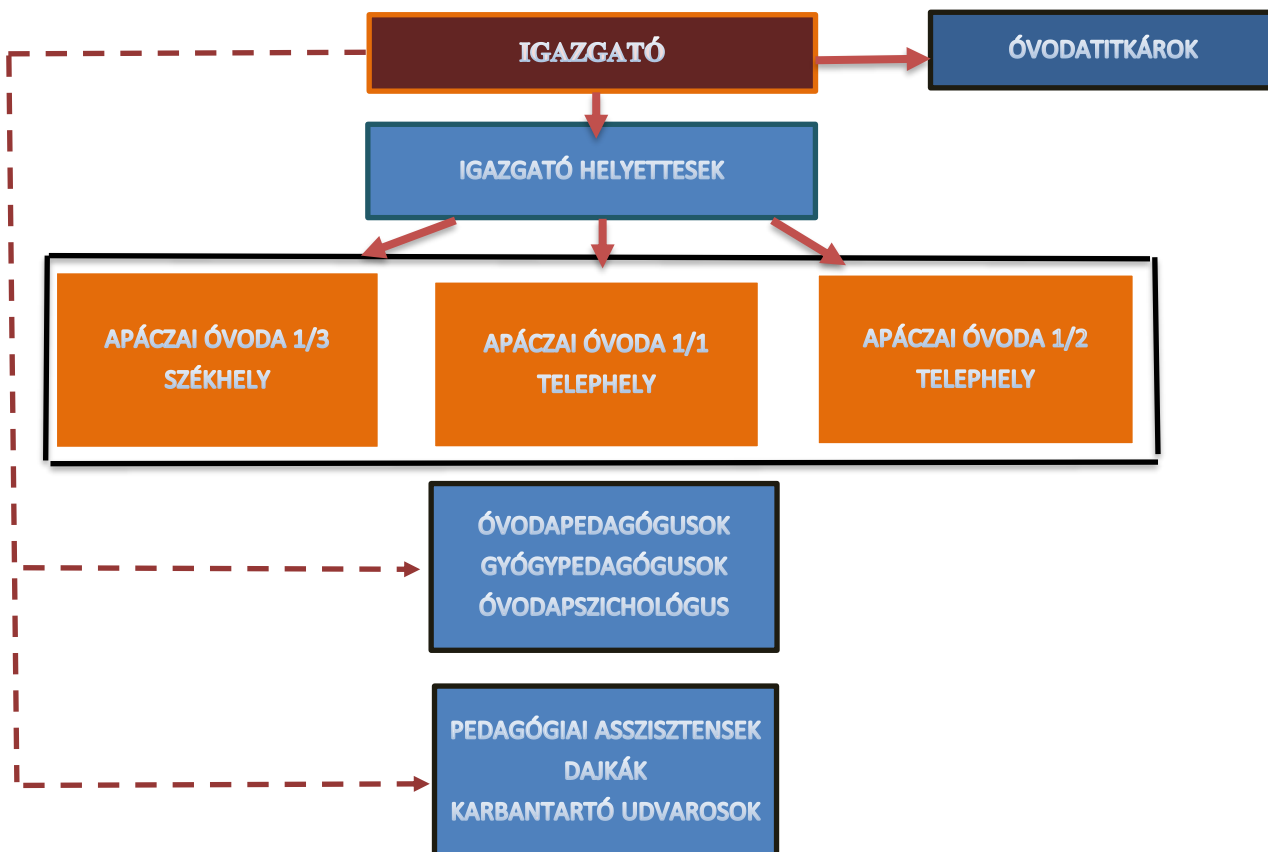 IGAZGATÓ
ÓVODATITKÁROK
IGAZGATÓ HELYETTESEK
APÁCZAI ÓVODA 1/3
SZÉKHELY
APÁCZAI ÓVODA 1/1
TELEPHELY
APÁCZAI ÓVODA 1/2
TELEPHELY
ÓVODAPEDAGÓGUSOK
GYÓGYPEDAGÓGUSOK
ÓVODAPSZICHOLÓGUS
PEDAGÓGIAI ASSZISZTENSEK
DAJKÁK
KARBANTARTÓ UDVAROSOK